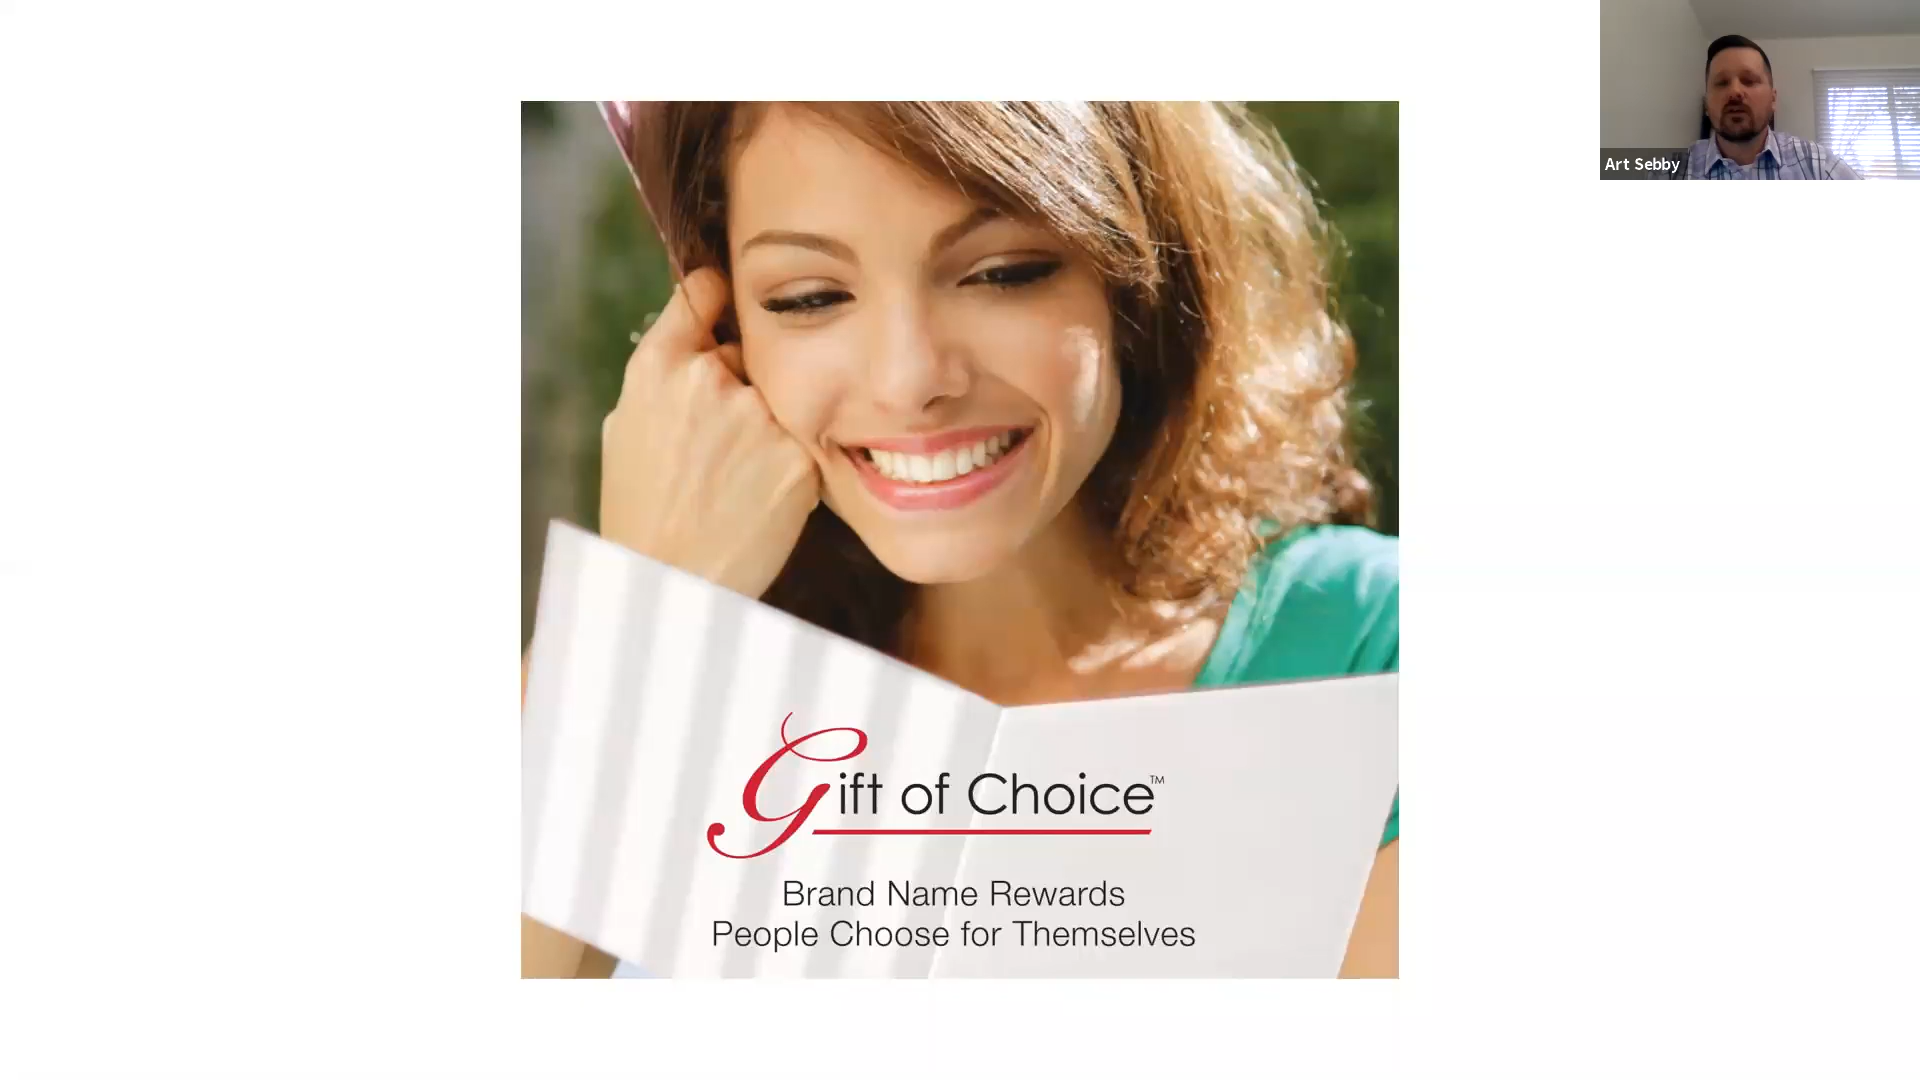 Art Sebby
Gift of Choice™
Brand Name Rewards
People Choose for Themselves